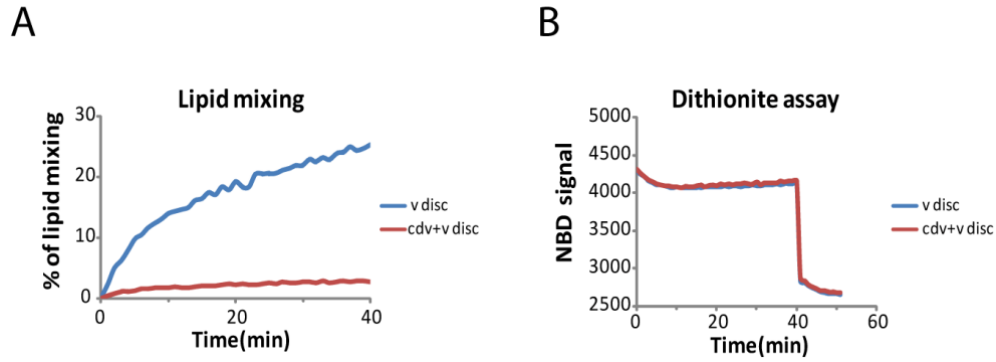 A
Lipid mixing
% of lipid mixing
30
20
10
0
0 20 40
Time(min)
v disc
cdv+v disc
B
Dithionite assay
NBD signal
5000
4500
4000
3500
3000
2500
0 20 40 60
Time(min)
v disc
cdv+v disc